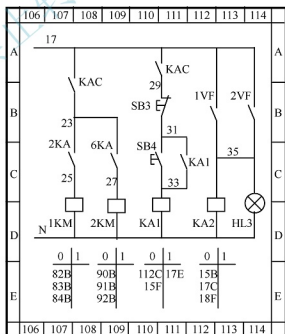 106 107 108 109 110 111 112 113 114
17
A A
KAC KAC
29
1VF 2VF
SB3
B B
23 31
2KA 6KA SB4 KA1 35
C C
25 27 33
1KM 2KM KA1 KA2 HL3
N
D D
0 1 0 1 0 1 0 1
82B 90B 112C 17E 15B
83B 91B 15F 17C
84B 92B 18F
E E
106 107 108 109 110 111 112 113 114